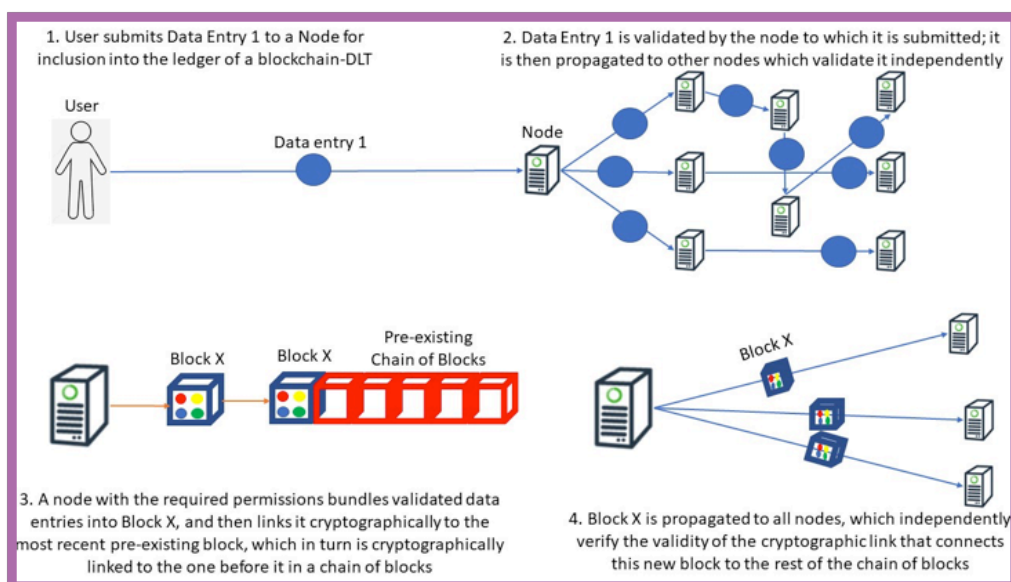 1. User submits Data Entry 1 to a Node for
inclusion into the ledger of a blockchain-DLT
2. Data Entry 1 is validated by the node to which it is submitted; it
is then propagated to other nodes which validate it independently
User
Data entry 1
Node
Block X
Block X
Pre-existing
Chain of Blocks
Block X
3. A node with the required permissions bundles validated data
entries into Block X, and then links it cryptographically to the
most recent pre-existing block, which in turn is cryptographically
linked to the one before it in a chain of blocks
4. Block X is propagated to all nodes, which independently
verify the validity of the cryptographic link that connects
this new block to the rest of the chain of blocks